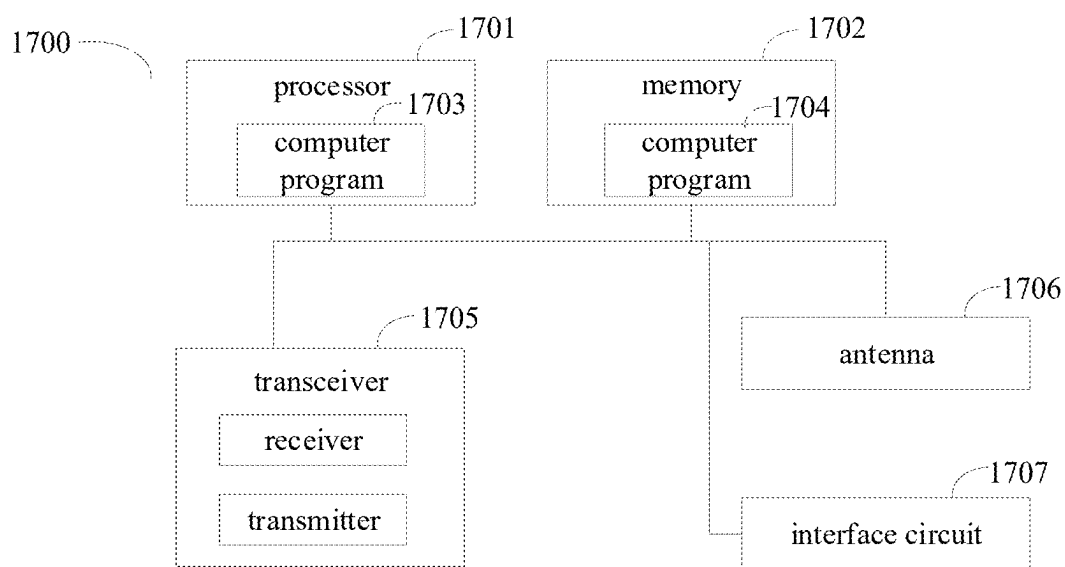 1700
1701
1702
processor
memory
1703
1704
computer
program
computer
program
1706
1705
antenna
transceiver
receiver
1707
transmitter
interface circuit